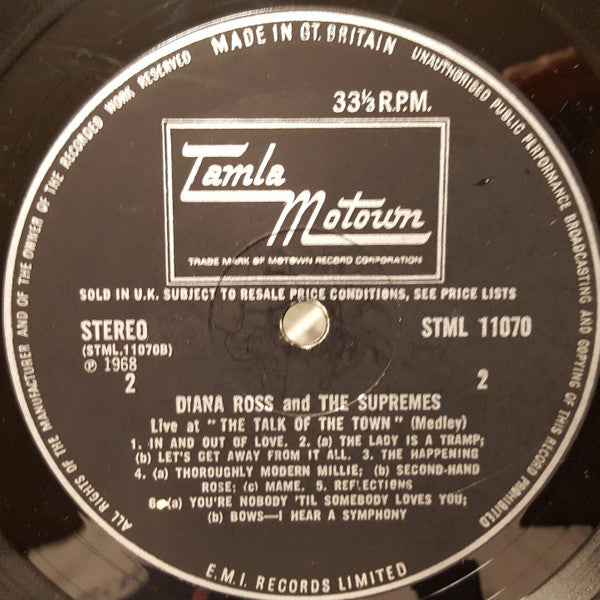 MADE IN GT. BRITAIN
UNAUTHORISED PUBLIC PERFORMANCE BROADCASTING AND COPYING OF THIS RECORD PROHIBITED
ALL RIGHTS OF THE MANUFACTURER AND OF THE OWNER OF THE RECORDED WORK RESERVED
33⅓ R.P.M.
Tamla
Motown
TRADE MARK OF MOTOWN RECORD CORPORATION
SOLD IN U.K. SUBJECT TO RESALE PRICE CONDITIONS, SEE PRICE LISTS
STEREO STML 11070
(STML.11070B)
℗ 1968
2 2
DIANA ROSS and THE SUPREMES
Live at "THE TALK OF THE TOWN" (Medley)
1. IN AND OUT OF LOVE. 2. (a) THE LADY IS A TRAMP;
(b) LET'S GET AWAY FROM IT ALL. 3. THE HAPPENING
4. (a) THOROUGHLY MODERN MILLIE; (b) SECOND-HAND
ROSE; (c) MAME. 5. REFLECTIONS
6. (a) YOU'RE NOBODY 'TIL SOMEBODY LOVES YOU;
(b) BOWS—I HEAR A SYMPHONY
E.M.I. RECORDS LIMITED